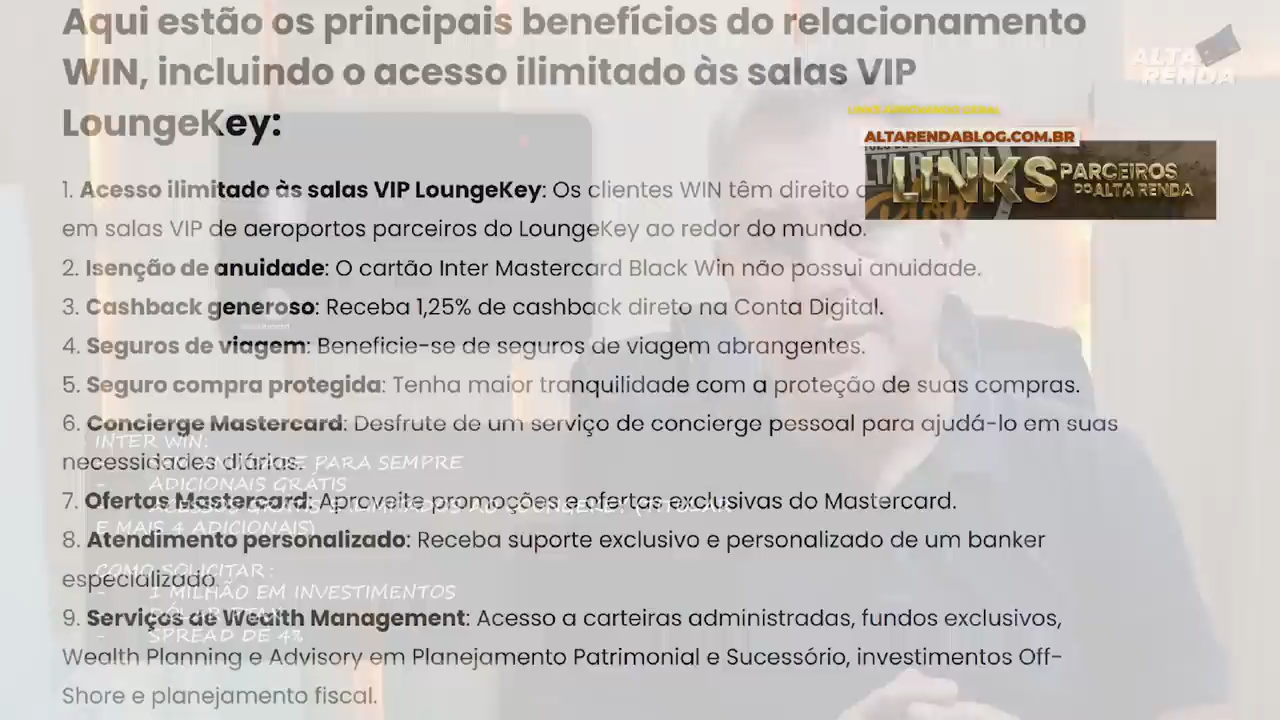 Aqui estão os principais benefícios do relacionamento
WIN, incluindo o acesso ilimitado às salas VIP
LoungeKey:
ALTA
RENDA
ALTARENDABLOG.COM.BR
LINKS PARCEIROS
DO ALTA RENDA
1. Acesso ilimitado às salas VIP LoungeKey: Os clientes WIN têm direito
em salas VIP de aeroportos parceiros do LoungeKey ao redor do mundo.
2. Isenção de anuidade: O cartão Inter Mastercard Black Win não possui anuidade.
3. Cashback generoso: Receba 1,25% de cashback direto na Conta Digital.
4. Seguros de viagem: Beneficie-se de seguros de viagem abrangentes.
5. Seguro compra protegida: Tenha maior tranquilidade com a proteção de suas compras.
6. Concierge Mastercard: Desfrute de um serviço de concierge pessoal para ajudá-lo em suas
necessidades diárias.
7. Ofertas Mastercard: Aproveite promoções e ofertas exclusivas do Mastercard.
8. Atendimento personalizado: Receba suporte exclusivo e personalizado de um banker
especializado.
9. Serviços de Wealth Management: Acesso a carteiras administradas, fundos exclusivos,
Wealth Planning e Advisory em Planejamento Patrimonial e Sucessório, investimentos Off-
Shore e planejamento fiscal.
INTER WIN:
PARA SEMPRE
- ADICIONAIS GRÁTIS
E MAIS 4 ADICIONAIS)
COMO SOLICITAR:
- 1 MILHÃO EM INVESTIMENTOS
- SPREAD DE 4%